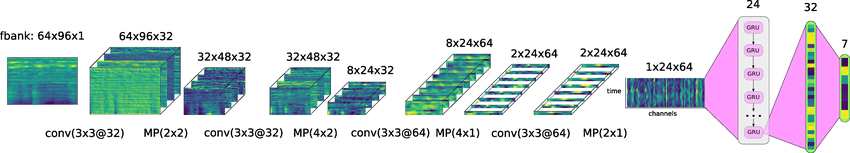 fbank: 64x96x1
64x96x32
32x48x32
32x48x32
8x24x32
8x24x64
2x24x64
2x24x64
1x24x64
24
32
7
GRU
GRU
GRU
GRU
GRU
time
channels
conv(3x3@32)
MP(2x2)
conv(3x3@32)
MP(4x2)
conv(3x3@64)
MP(4x1)
conv(3x3@64)
MP(2x1)